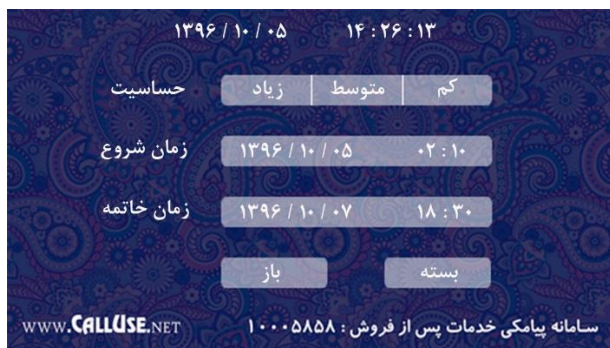 ۱۳۹۶ / ۱۰ / ۰۵ ۱۴ : ۲۶ : ۱۳
حساسیت زیاد متوسط کم
زمان شروع ۱۳۹۶ / ۱۰ / ۰۵ ۰۲ : ۱۰
زمان خاتمه ۱۳۹۶ / ۱۰ / ۰۷ ۱۸ : ۳۰
باز بسته
سامانه پیامکی خدمات پس از فروش : ۱۰۰۰۵۸۵۸ WWW.CALLUSE.NET